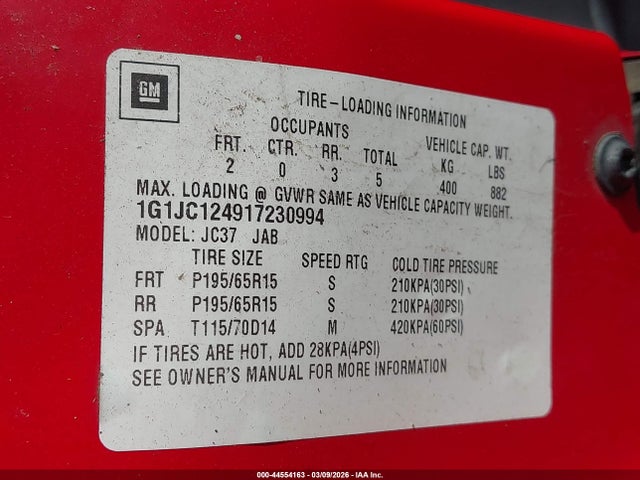 GM
TIRE-LOADING INFORMATION
OCCUPANTS VEHICLE CAP. WT.
FRT. CTR. RR. TOTAL KG LBS
2 0 3 5 400 882
MAX. LOADING @ GVWR SAME AS VEHICLE CAPACITY WEIGHT.
1G1JC124917230994
MODEL: JC37 JAB
TIRE SIZE SPEED RTG COLD TIRE PRESSURE
FRT P195/65R15 S 210KPA(30PSI)
RR P195/65R15 S 210KPA(30PSI)
SPA T115/70D14 M 420KPA(60PSI)
IF TIRES ARE HOT, ADD 28KPA(4PSI)
SEE OWNER'S MANUAL FOR MORE INFORMATION
000-44554163 - 03/09/2026 - IAA Inc.